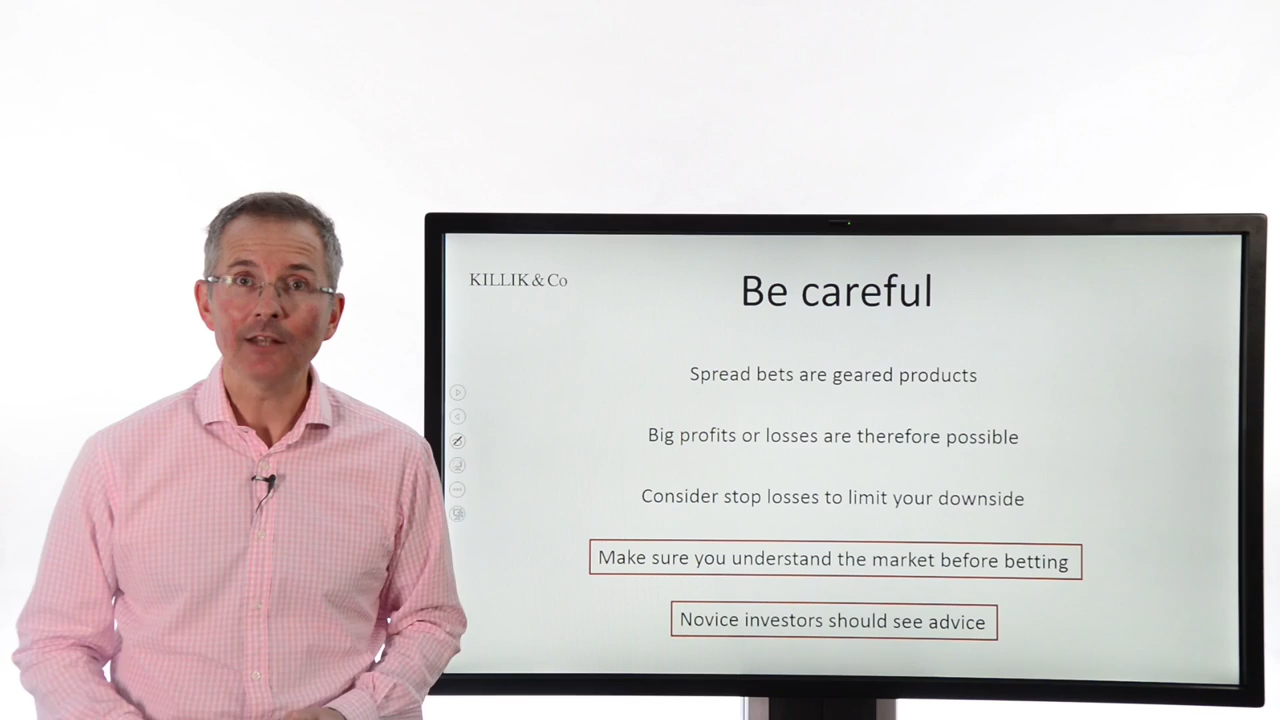 KILLIK & Co
Be careful
Spread bets are geared products
Big profits or losses are therefore possible
Consider stop losses to limit your downside
Make sure you understand the market before betting
Novice investors should see advice